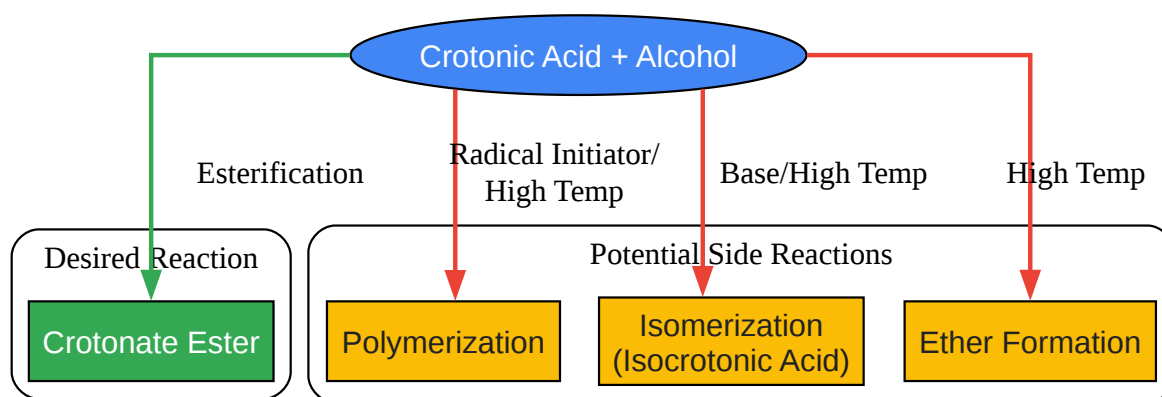 Crotonic Acid + Alcohol
Esterification
Radical Initiator/
High Temp
Base/High Temp
High Temp
Desired Reaction
Potential Side Reactions
Crotonate Ester
Polymerization
Isomerization
(Isocrotonic Acid)
Ether Formation